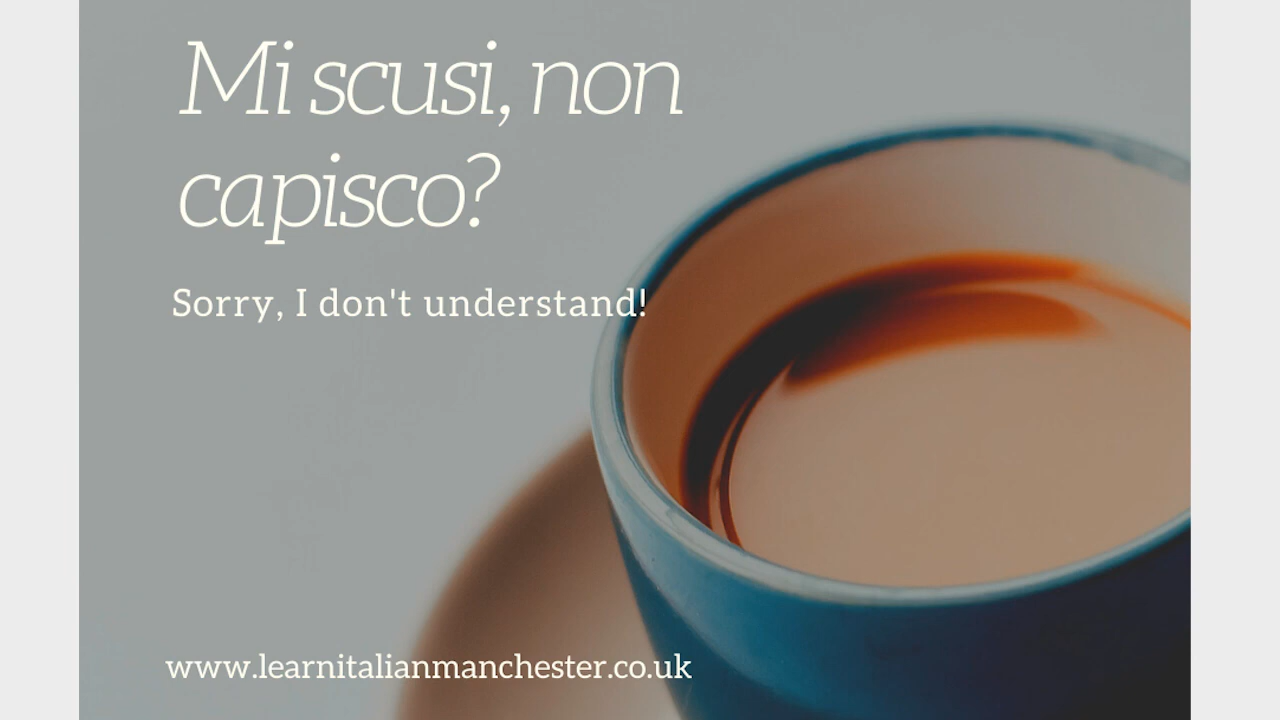 Mi scusi, non
capisco?
Sorry, I don't understand!
www.learnitalianmanchester.co.uk